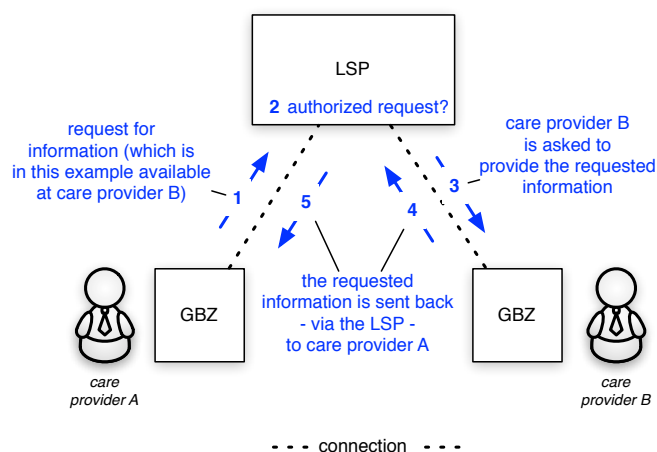 LSP
2 authorized request?
request for
information (which is
in this example available
at care provider B)
care provider B
is asked to
provide the requested
information
1
5
4
3
the requested
information is sent back
- via the LSP -
to care provider A
GBZ
GBZ
care
provider A
care
provider B
connection